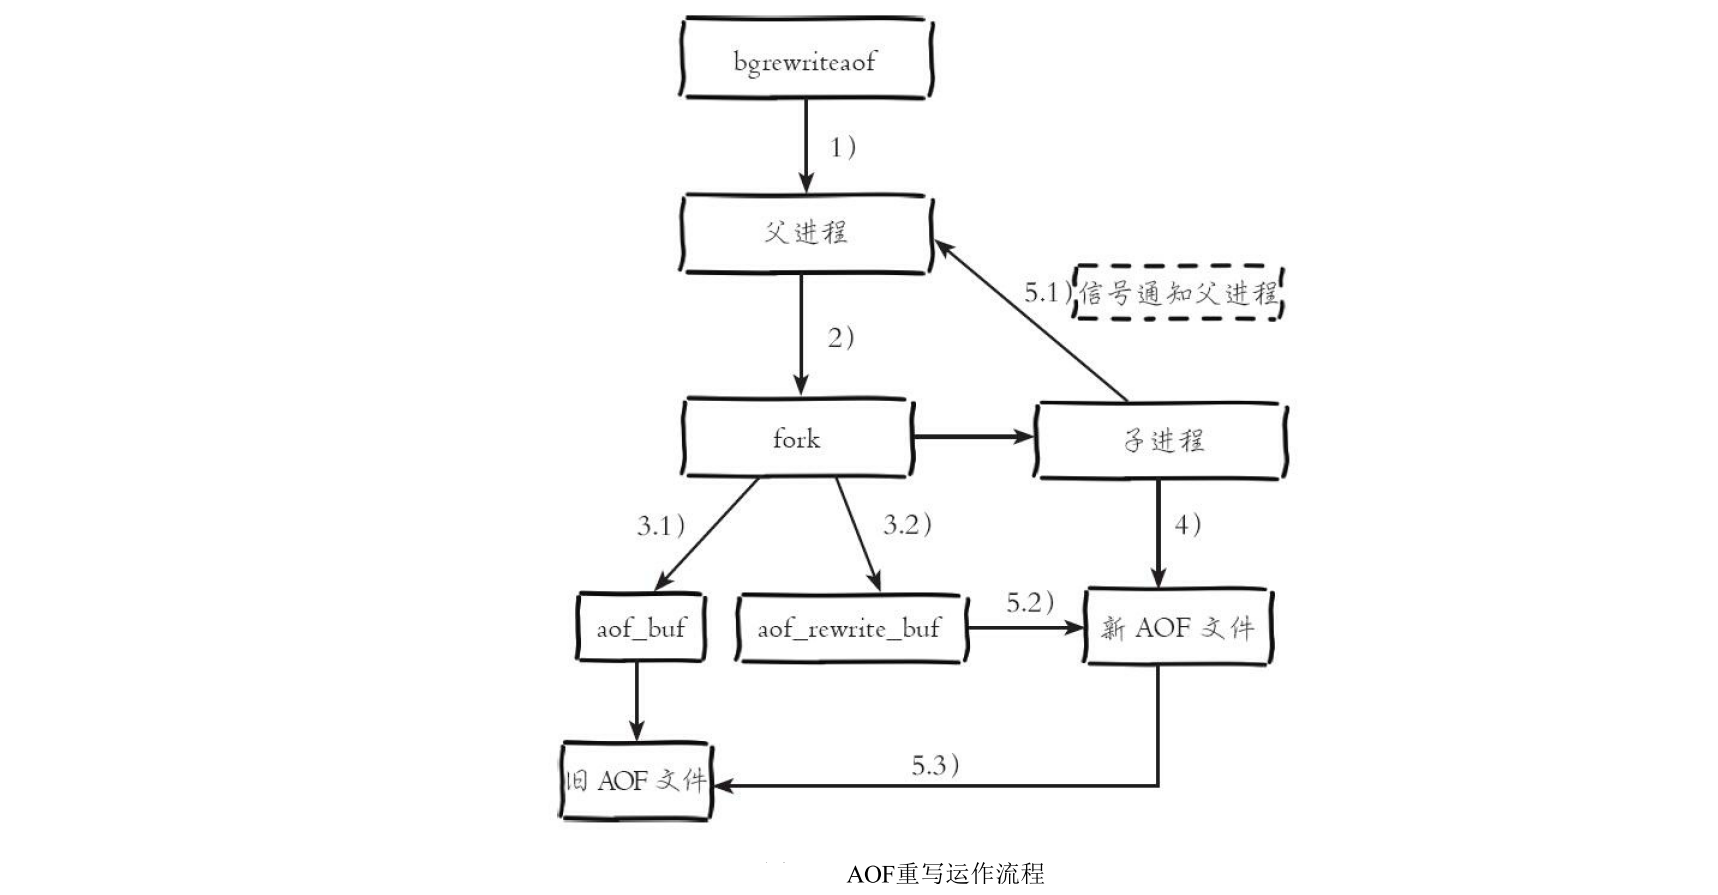 bgrewriteaof
1)
父进程
5.1) 信号通知父进程
2)
fork
子进程
3.1)
3.2)
4)
5.2)
aof_buf
aof_rewrite_buf
新 AOF 文件
5.3)
旧 AOF 文件
AOF重写运作流程